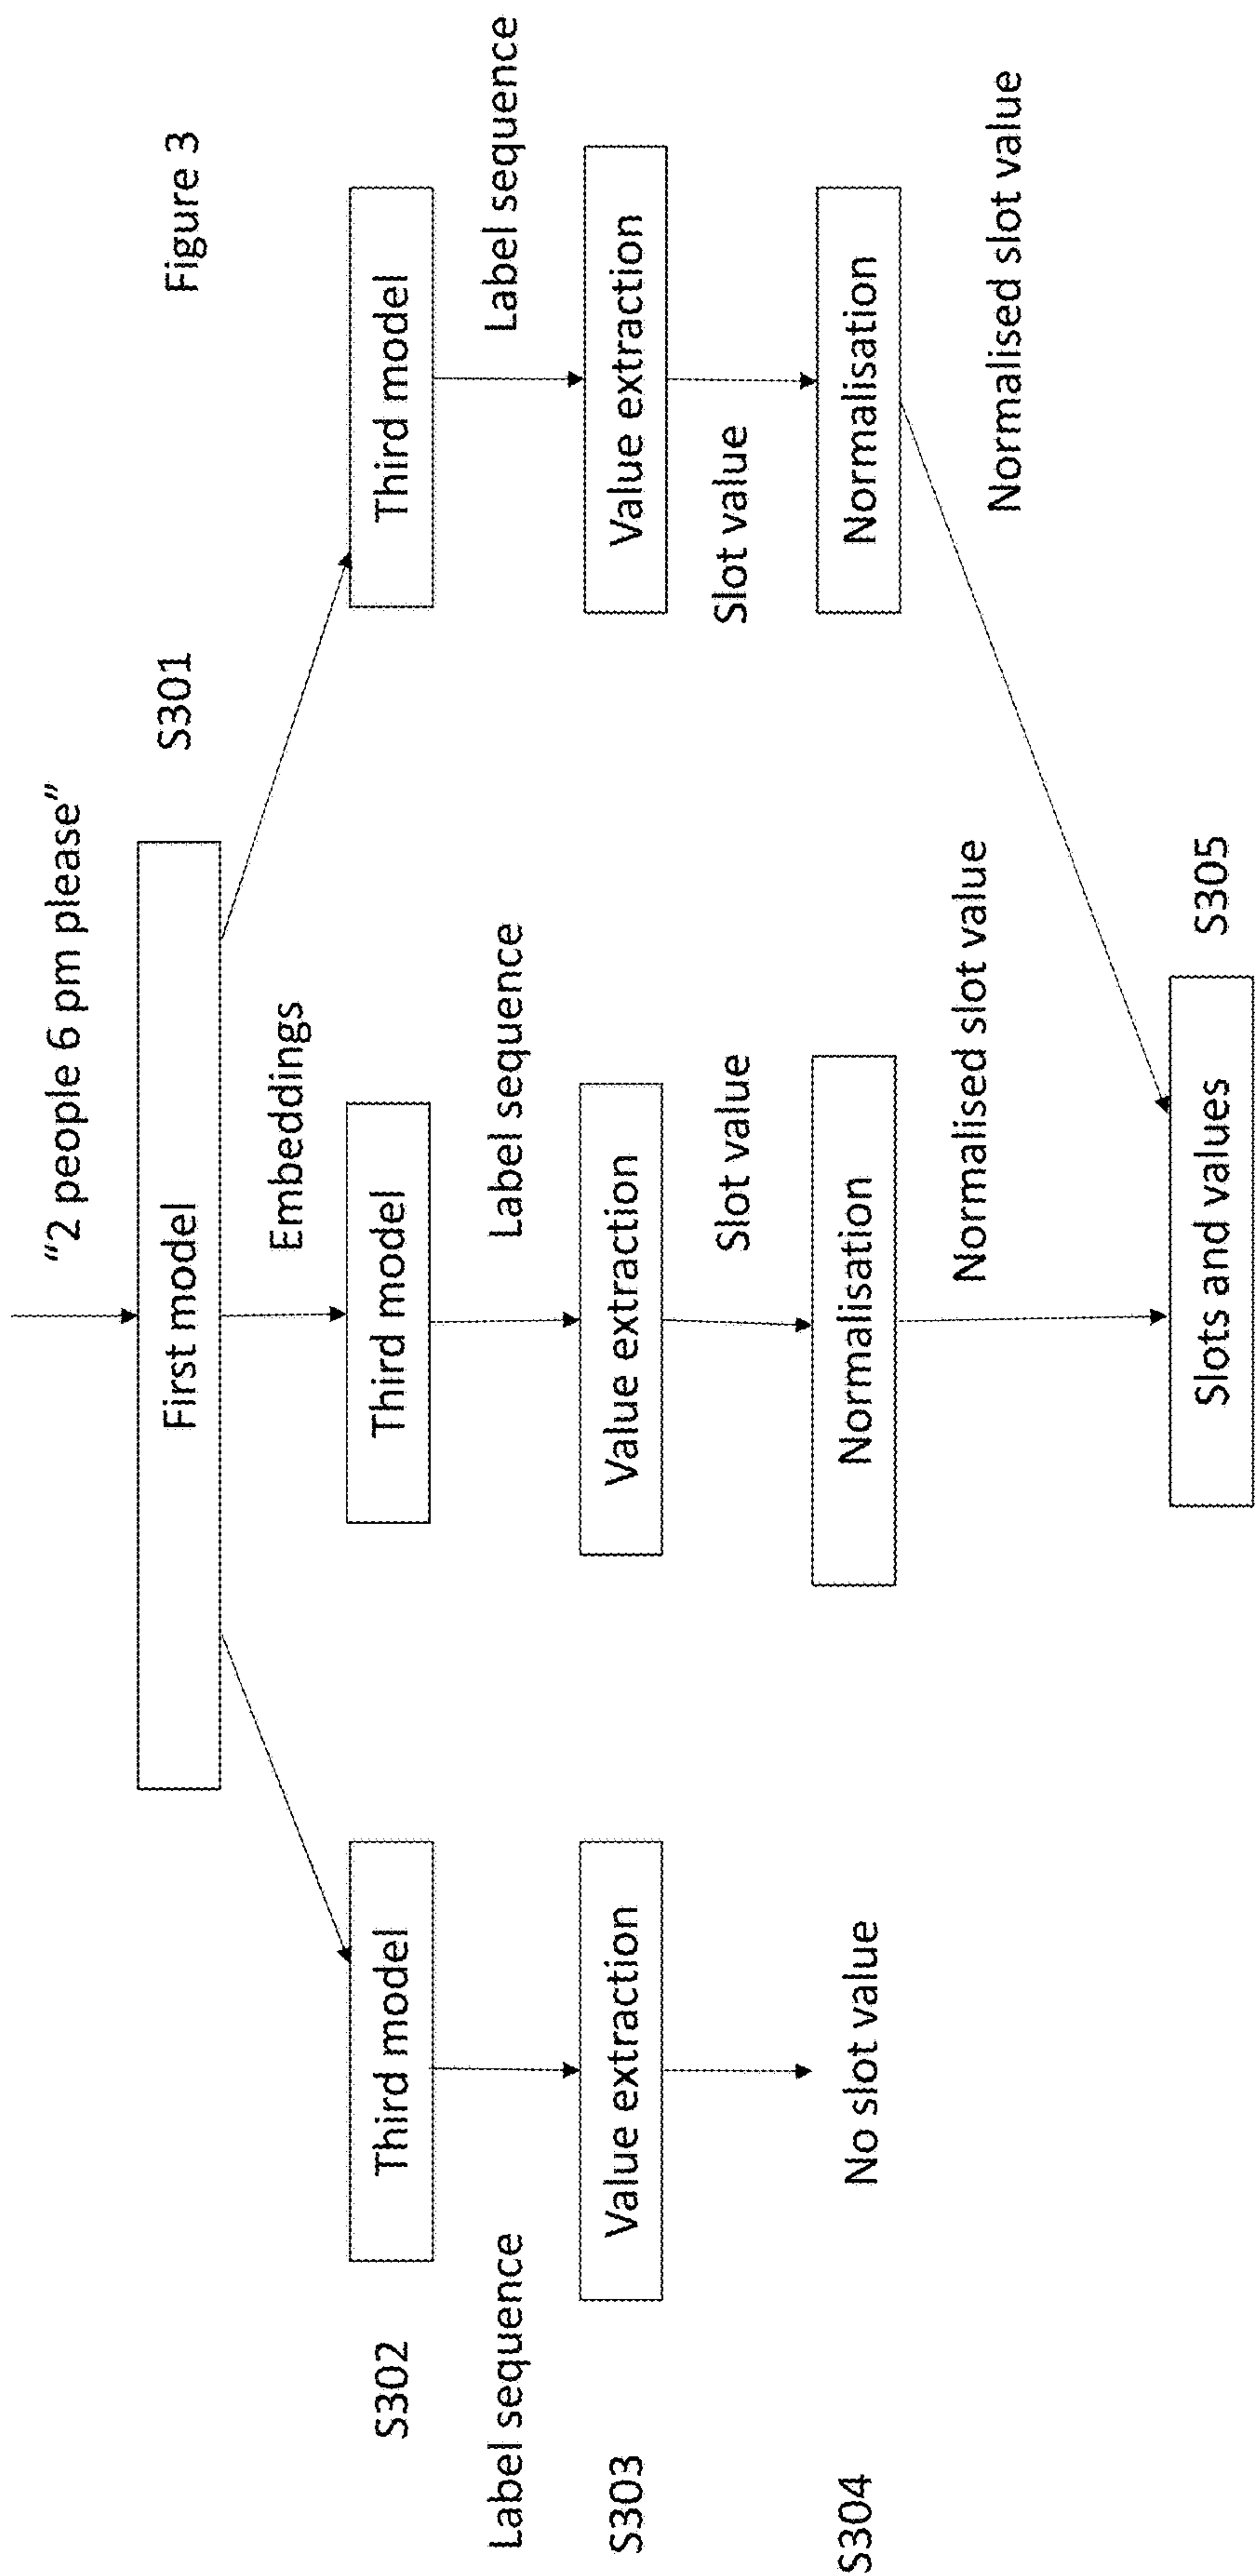 Figure 3
“2 people 6 pm please”
First model
S301
Embeddings
S302
Third model
Third model
Third model
Label sequence
Label sequence
Label sequence
S303
Value extraction
Value extraction
Value extraction
Slot value
Slot value
S304
No slot value
Normalisation
Normalisation
Normalised slot value
Normalised slot value
Slots and values
S305